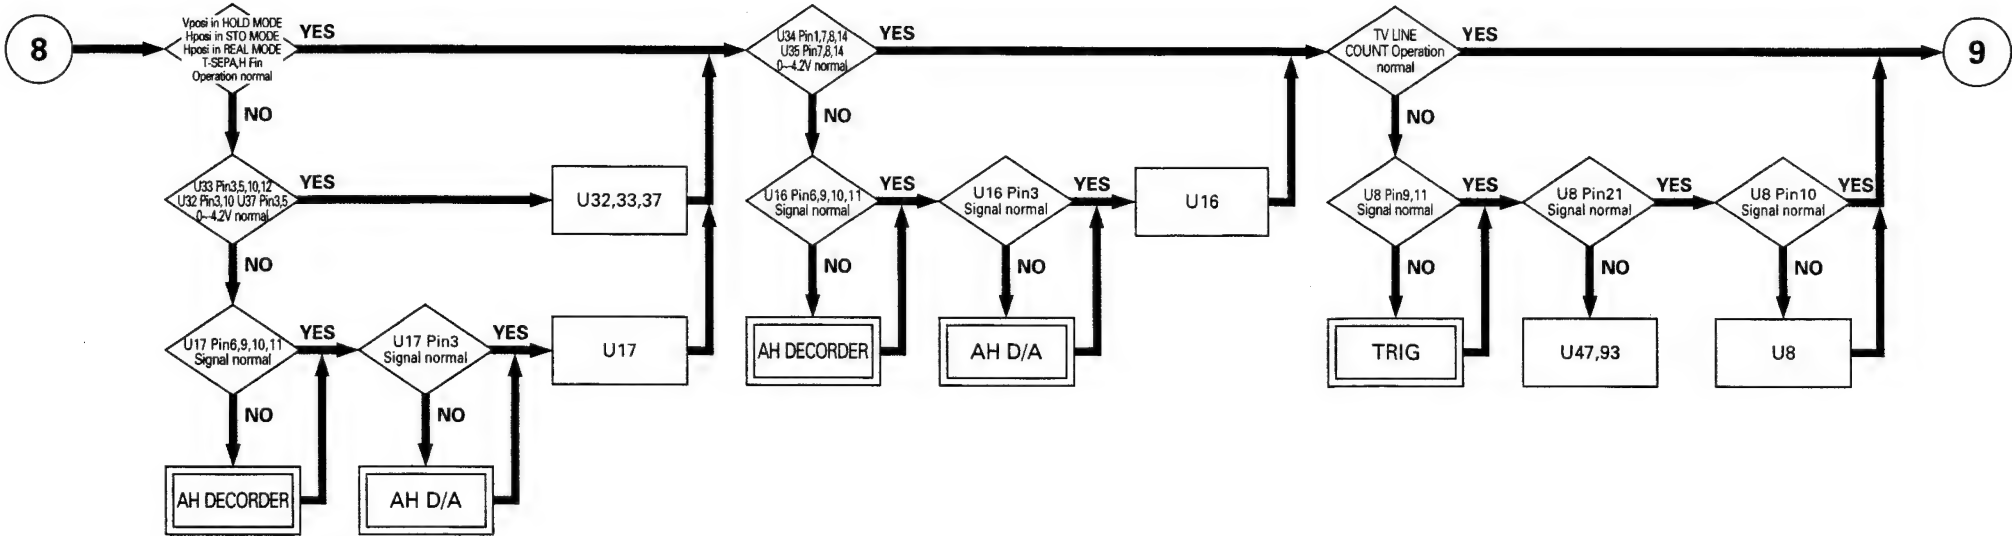 8
Vposi in HOLD MODE
Hposi in STO MODE
Hposi in REAL MODE
T-SEPA,H Fin
Operation normal
YES
NO
U33 Pin3,5,10,12
U32 Pin3,10 U37 Pin3,5
0~4.2V normal
YES
U32,33,37
NO
U17 Pin6,9,10,11
Signal normal
YES
NO
AH DECORDER
U17 Pin3
Signal normal
YES
NO
AH D/A
U17
U34 Pin1,7,8,14
U35 Pin7,8,14
0~4.2V normal
YES
NO
U16 Pin6,9,10,11
Signal normal
YES
NO
AH DECORDER
U16 Pin3
Signal normal
YES
NO
AH D/A
U16
TV LINE
COUNT Operation
normal
YES
NO
U8 Pin9,11
Signal normal
YES
NO
TRIG
U8 Pin21
Signal normal
YES
NO
U47,93
U8 Pin10
Signal normal
YES
NO
U8
9